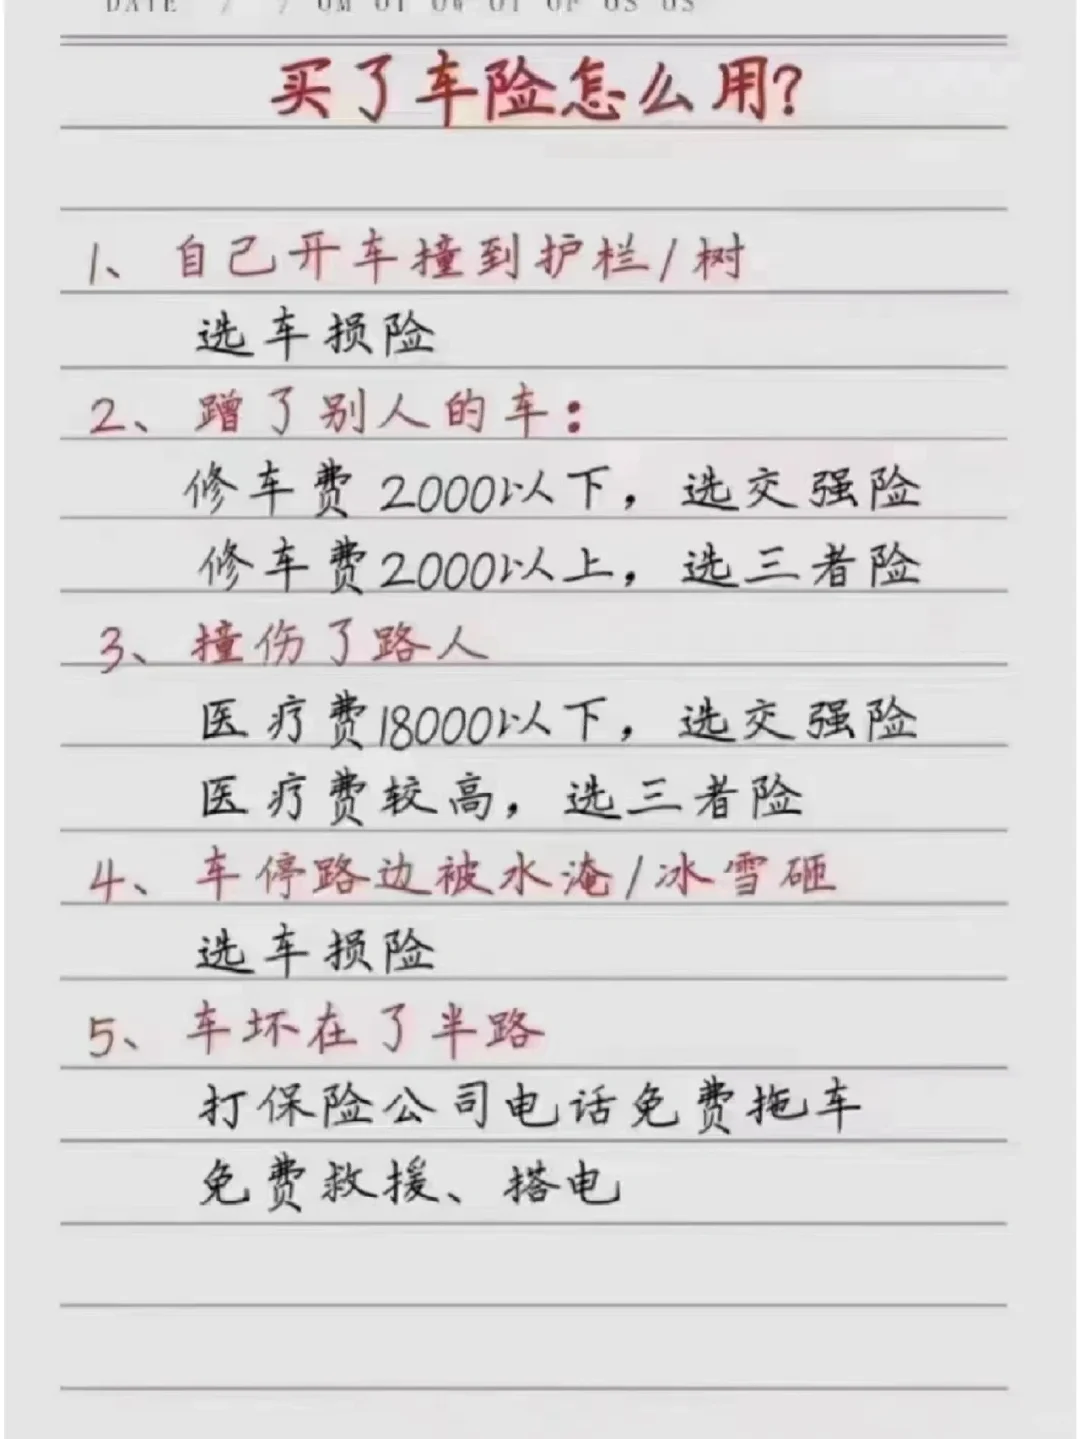 DATE / /
买了车险怎么用?
1、自己开车撞到护栏/树
选车损险
2、蹭了别人的车:
修车费2000以下,选交强险
修车费2000以上,选三者险
3、撞伤了路人
医疗费18000以下,选交强险
医疗费较高,选三者险
4、车停路边被水淹/冰雪砸
选车损险
5、车坏在了半路
打保险公司电话免费拖车
免费救援、搭电